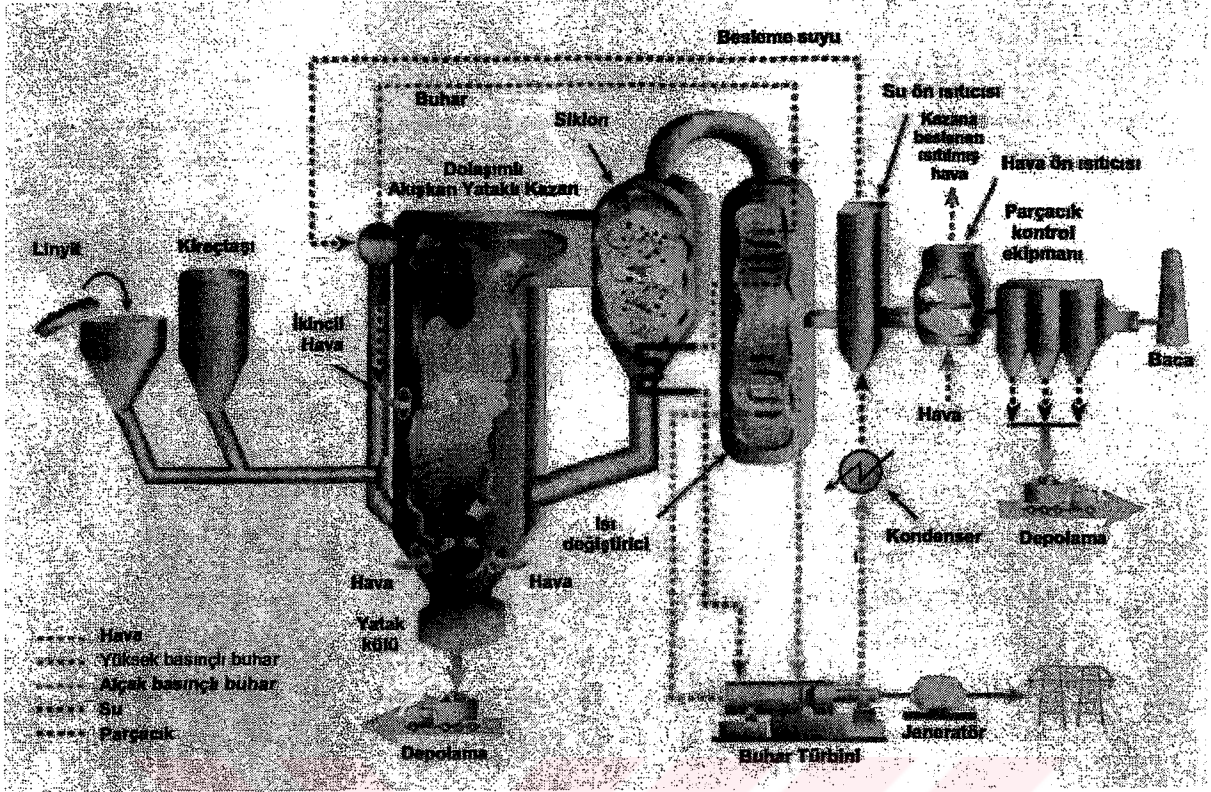 Besleme suyu
Buhar
Siklon
Su ön ısıtıcısı
Kazana
beslenen
ısıtılmış
hava
Hava ön ısıtıcısı
Dolaşımlı
Akışkan Yataklı Kazan
Parçacık
kontrol
ekipmanı
Linyit
Kireçtaşı
İkincil
Hava
Baca
Hava
Isı
değiştirici
Kondenser
Depolama
Hava
Hava
Yatak
külü
Hava
Yüksek basınçlı buhar
Alçak basınçlı buhar
Su
Parçacık
Depolama
Buhar Türbini
Jeneratör